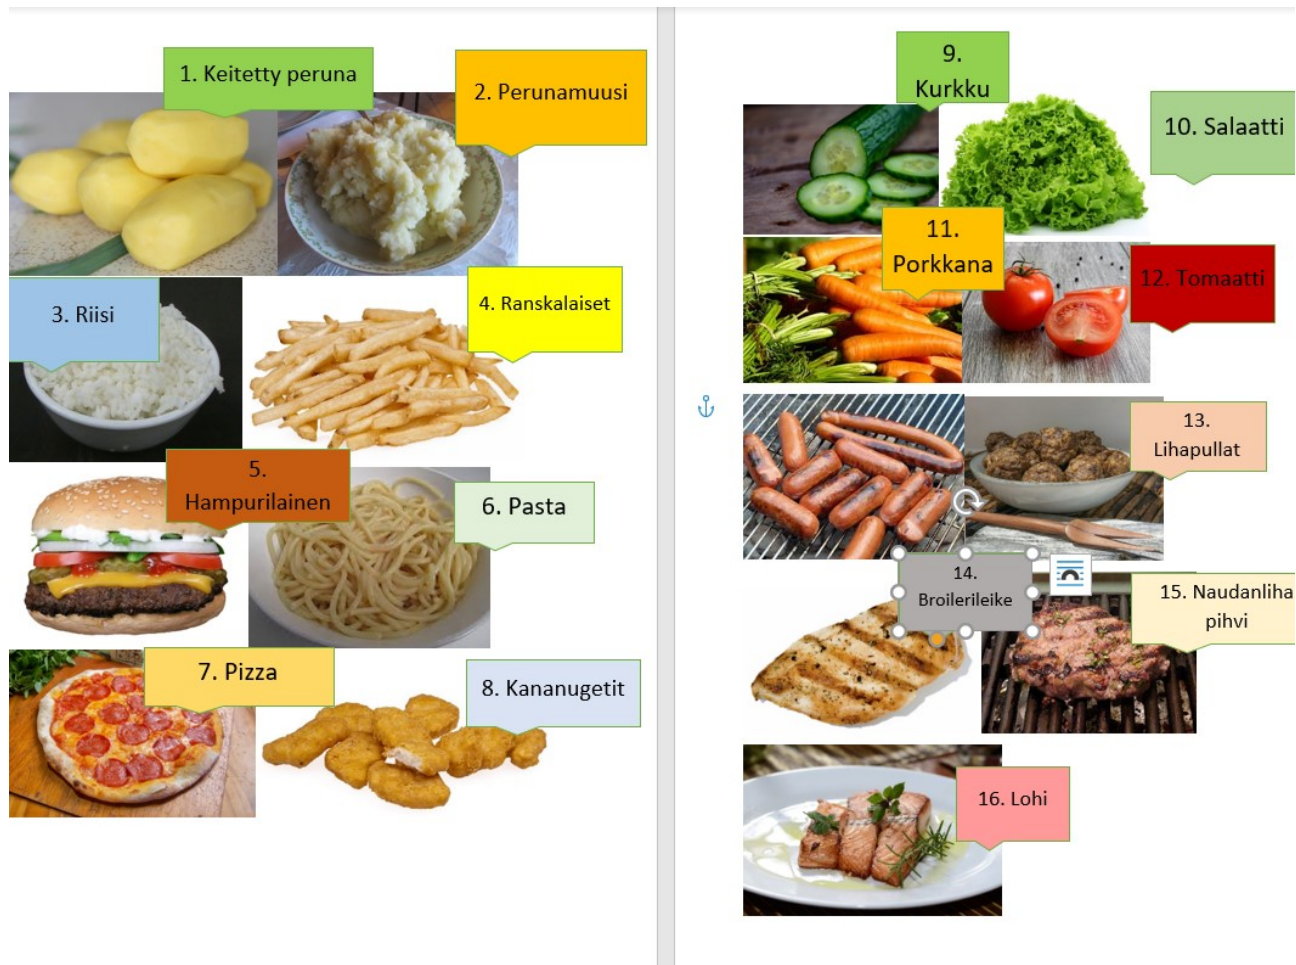 1. Keitetty peruna
2. Perunamuusi
3. Riisi
4. Ranskalaiset
5.
Hampurilainen
6. Pasta
7. Pizza
8. Kananugetit
9.
Kurkku
10. Salaatti
11.
Porkkana
12. Tomaatti
13.
Lihapullat
14.
Broilerileike
15. Naudanliha
pihvi
16. Lohi